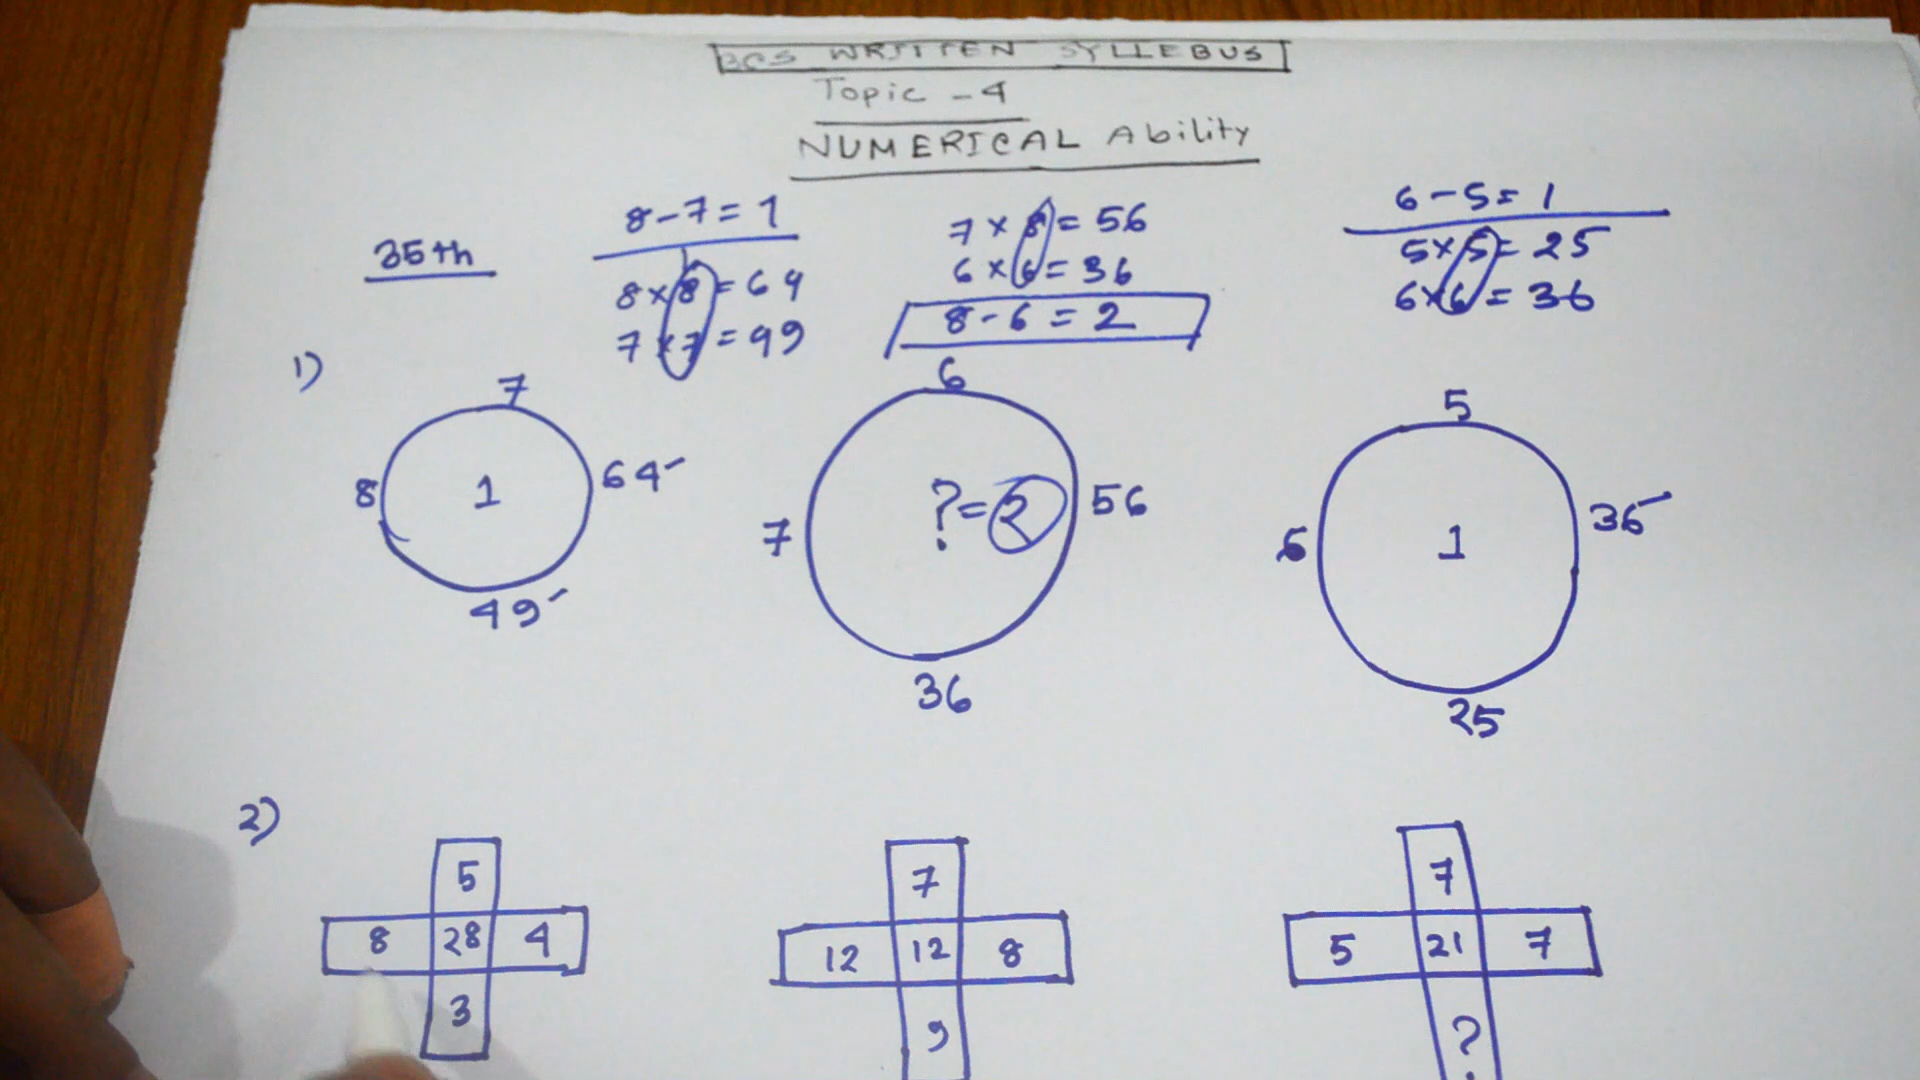 BCS WRITTEN SYLLEBUS
Topic - 4
NUMERICAL Ability
35th
8-7=1
8×8=64
7×7=49
7×8=56
6×6=36
8-6=2
6-5=1
5×5=25
6×6=36
1)
7
8 1 64
49
6
7 ?=2 56
36
5
6 1 36
25
2)
5
8 28 4
3
7
12 12 8
9
7
5 21 7
?